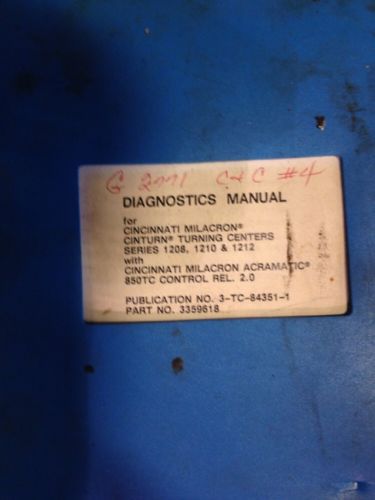 G 2771 C&C #4
DIAGNOSTICS MANUAL
for
CINCINNATI MILACRON®
CINTURN® TURNING CENTERS
SERIES 1208, 1210 & 1212
with
CINCINNATI MILACRON ACRAMATIC®
850TC CONTROL REL. 2.0
PUBLICATION NO. 3-TC-84351-1
PART NO. 3359618